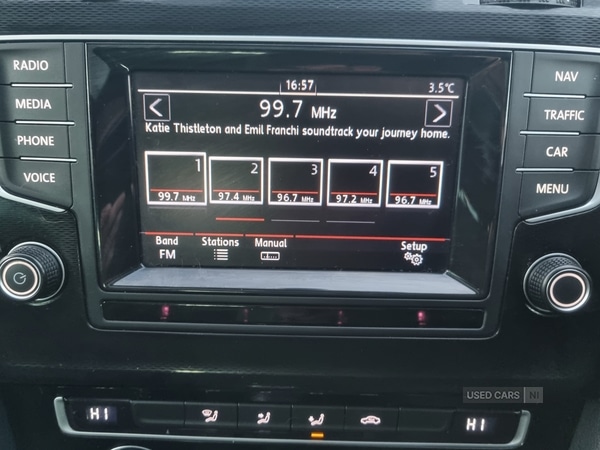 RADIO
MEDIA
PHONE
VOICE
16:57
3.5°C
99.7 MHz
Katie Thistleton and Emil Franchi soundtrack your journey home.
1 2 3 4 5
99.7 MHz 97.4 MHz 96.7 MHz 97.2 MHz 96.7 MHz
Band Stations Manual Setup
FM
NAV
TRAFFIC
CAR
MENU
HI
HI
USED CARS NI